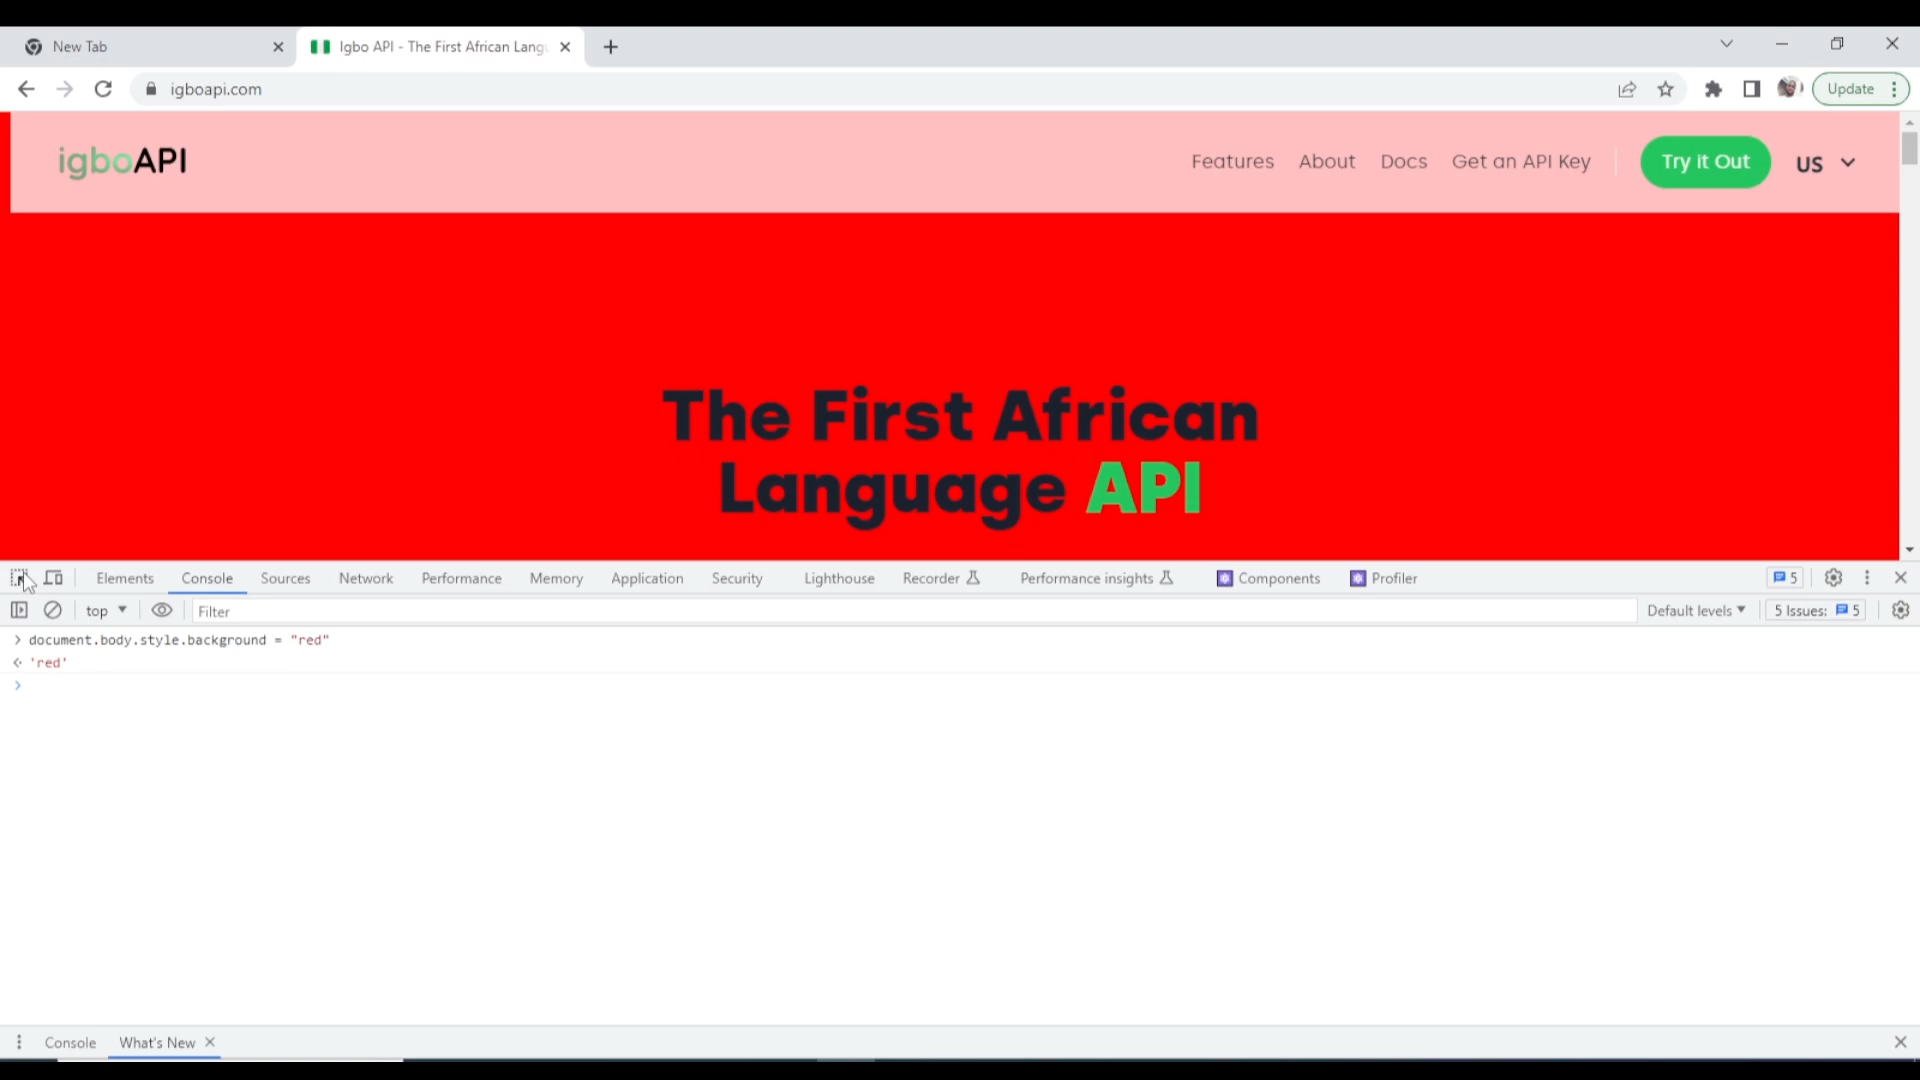 New Tab
Igbo API - The First African Langu
igboapi.com
Update
igboAPI
Features About Docs Get an API Key Try it Out US
The First African
Language API
Elements Console Sources Network Performance Memory Application Security Lighthouse Recorder Performance insights Components Profiler 5
top Filter Default levels 5 Issues: 5
document.body.style.background = "red"
'red'
Console What's New